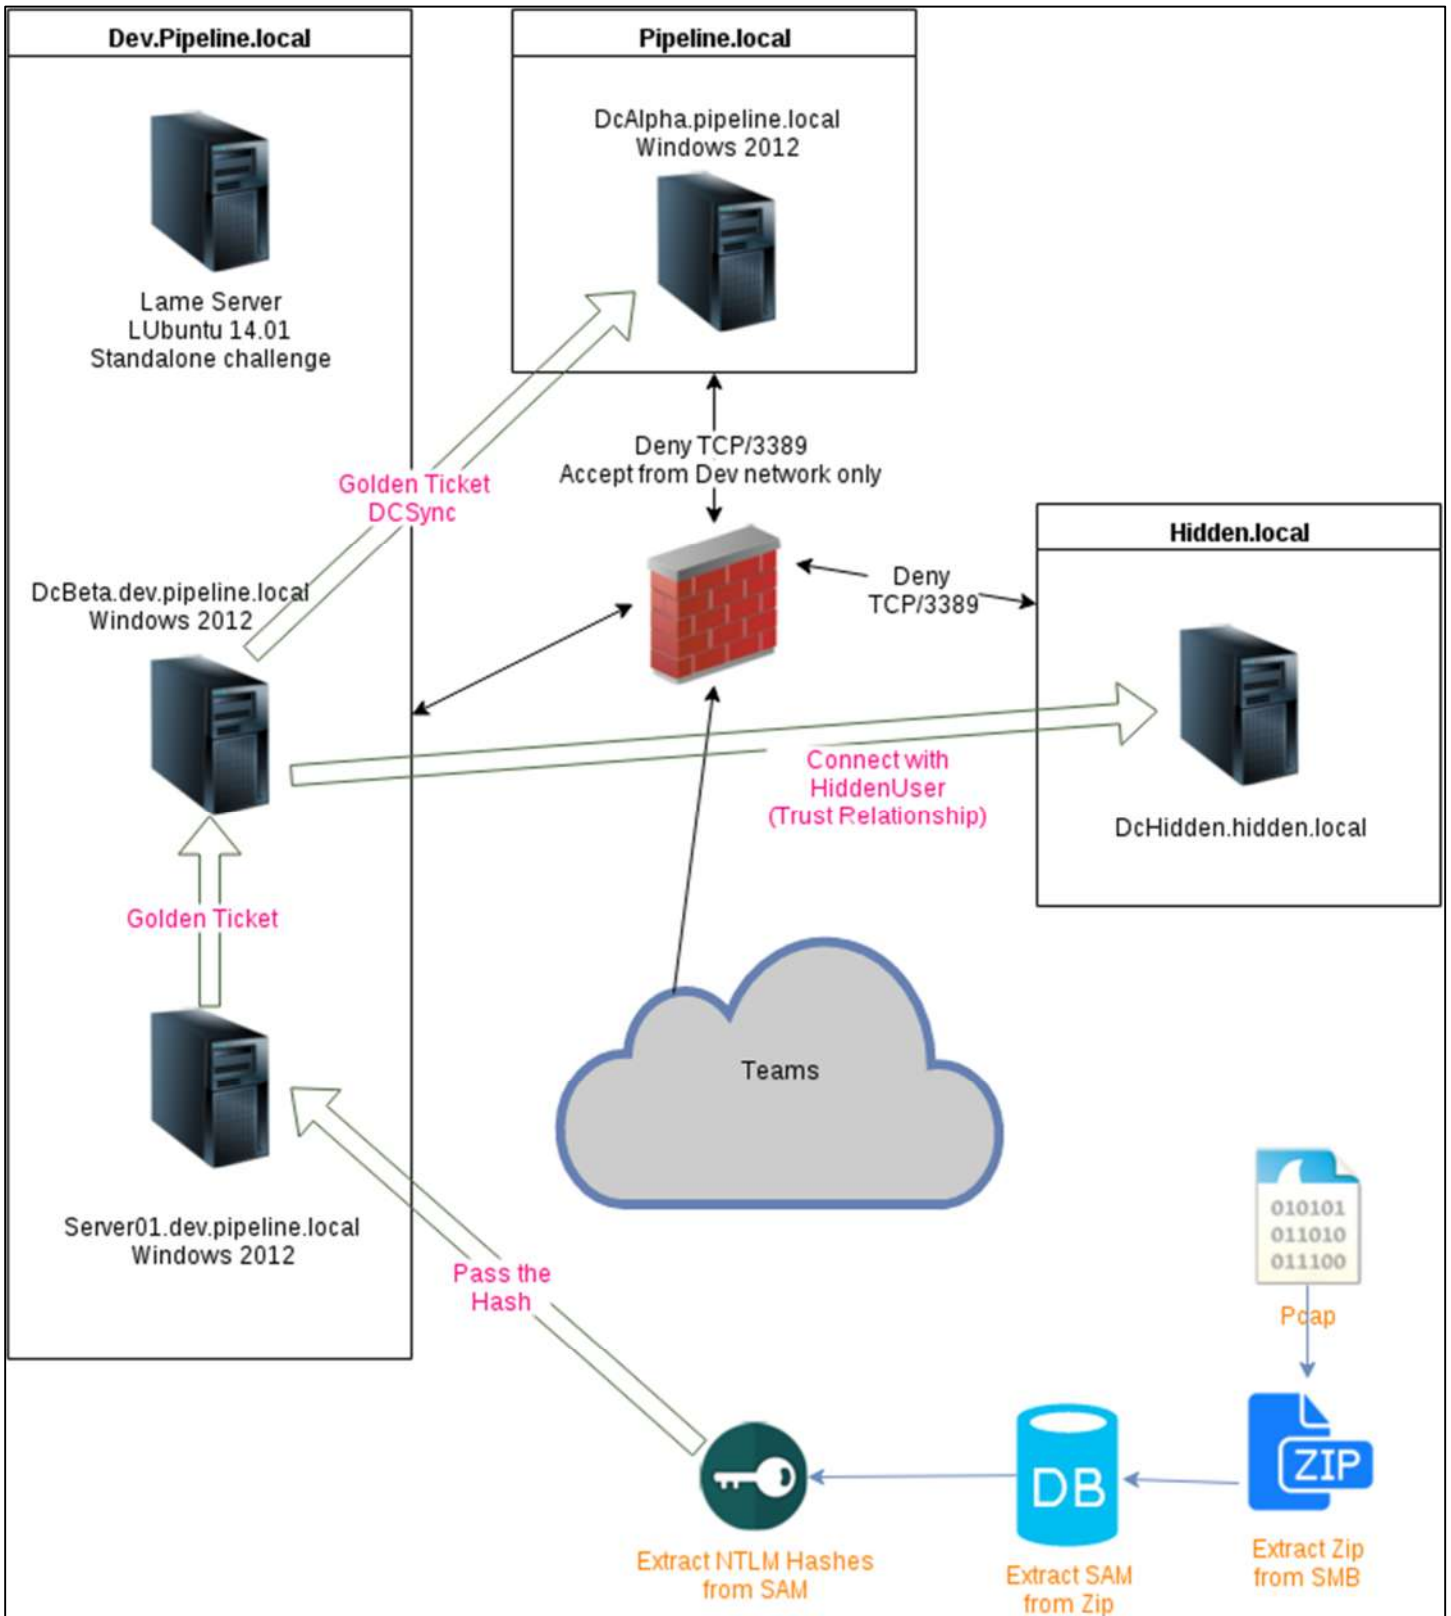 Dev.Pipeline.local
Pipeline.local
DcAlpha.pipeline.local
Windows 2012
Lame Server
LUbuntu 14.01
Standalone challenge
Deny TCP/3389
Accept from Dev network only
Golden Ticket
DCSync
Hidden.local
Deny
TCP/3389
DcBeta.dev.pipeline.local
Windows 2012
Connect with
HiddenUser
(Trust Relationship)
DcHidden.hidden.local
Golden Ticket
Teams
Server01.dev.pipeline.local
Windows 2012
Pass the
Hash
010101
011010
011100
Pcap
ZIP
DB
Extract NTLM Hashes
from SAM
Extract SAM
from Zip
Extract Zip
from SMB